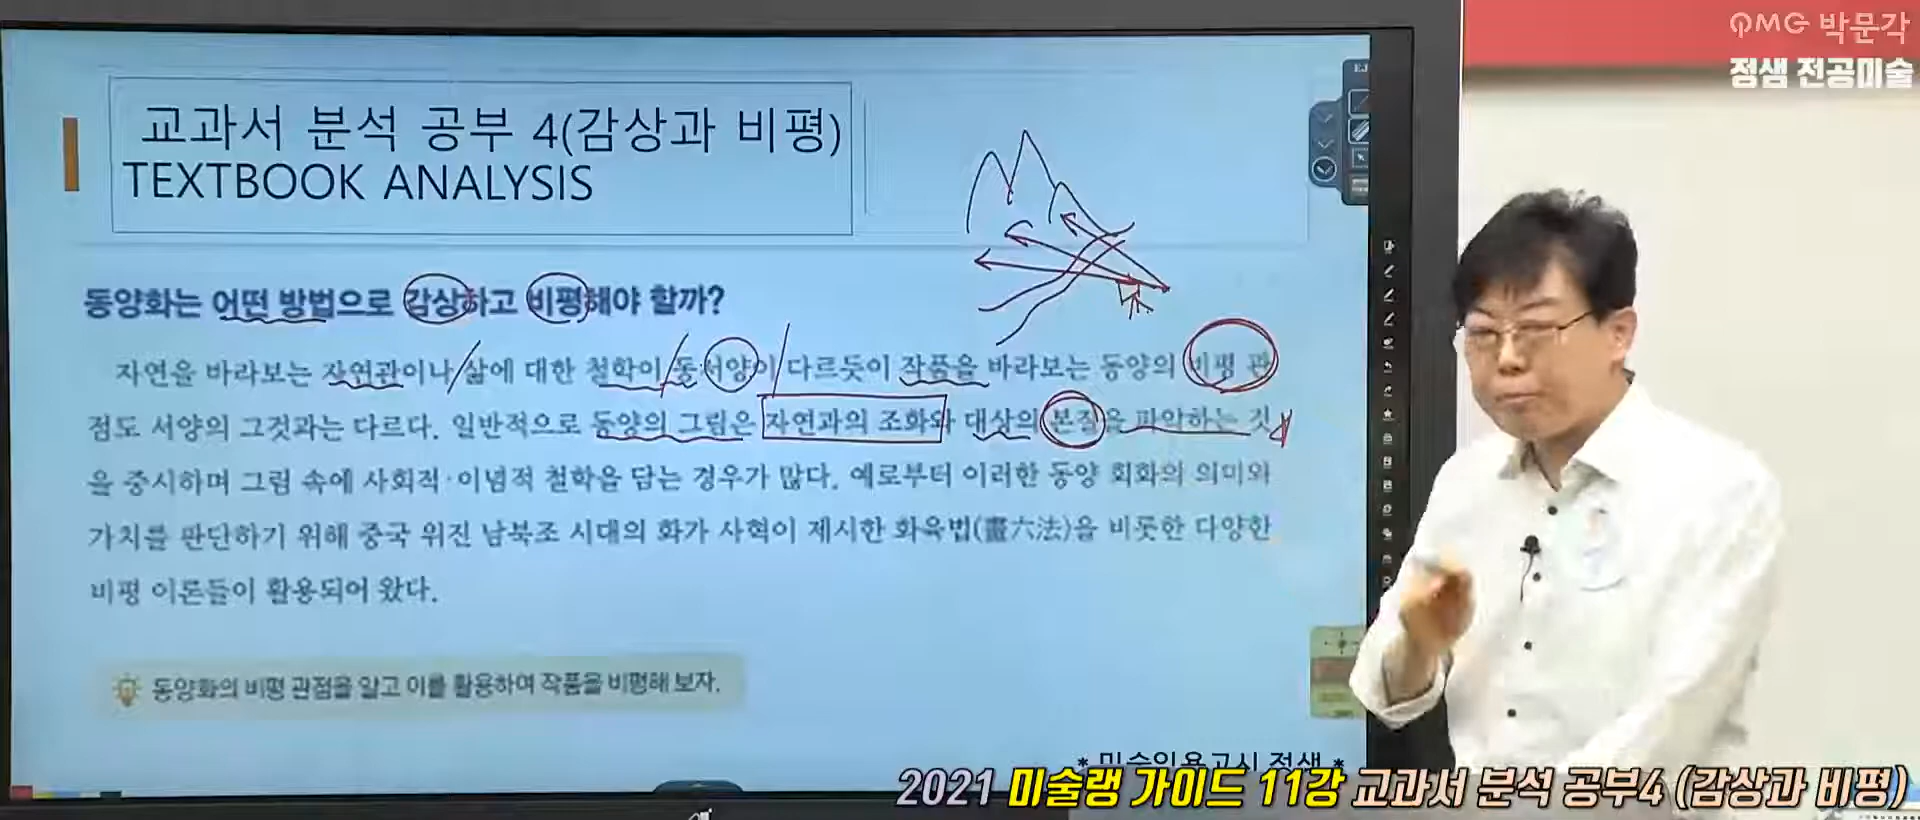 PMG 박문각
정샘 전공미술
교과서 분석 공부 4(감상과 비평)
TEXTBOOK ANALYSIS
동양화는 어떤 방법으로 감상하고 비평해야 할까?
자연을 바라보는 자연관이나 삶에 대한 철학이 동서양이 다르듯이 작품을 바라보는 동양의 비평 관
점도 서양의 그것과는 다르다. 일반적으로 동양의 그림은 자연과의 조화와 대상의 본질을 파악하는 것
을 중시하며 그림 속에 사회적·이념적 철학을 담는 경우가 많다. 예로부터 이러한 동양 회화의 의미와
가치를 판단하기 위해 중국 위진 남북조 시대의 화가 사혁이 제시한 화육법(畫六法)을 비롯한 다양한
비평 이론들이 활용되어 왔다.
동양화의 비평 관점을 알고 이를 활용하여 작품을 비평해 보자.
* 미술임용고시 정샘 *
2021 미술랭 가이드 11강 교과서 분석 공부4 (감상과 비평)